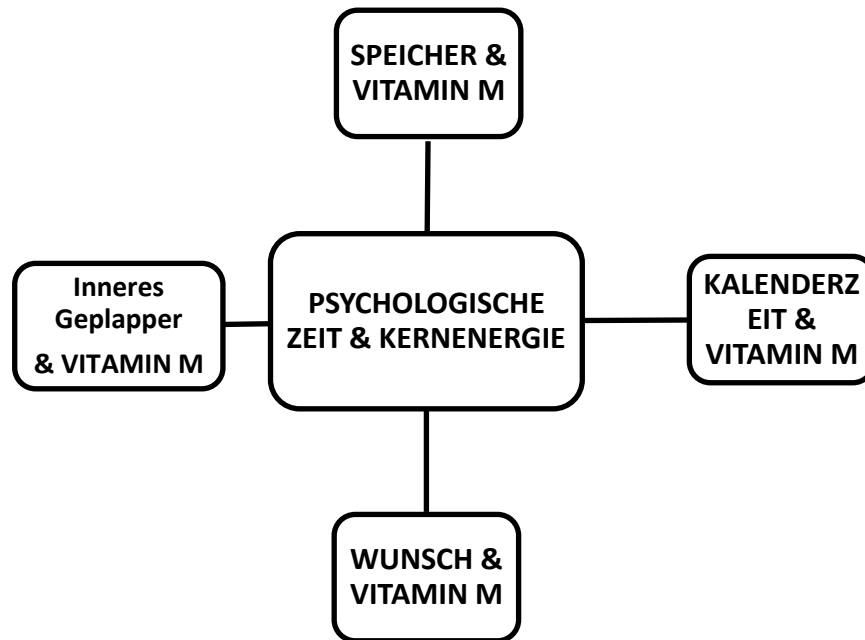 SPEICHER &
VITAMIN M
Inneres
Geplapper
& VITAMIN M
PSYCHOLOGISCHE
ZEIT & KERNENERGIE
KALENDERZ
EIT &
VITAMIN M
WUNSCH &
VITAMIN M